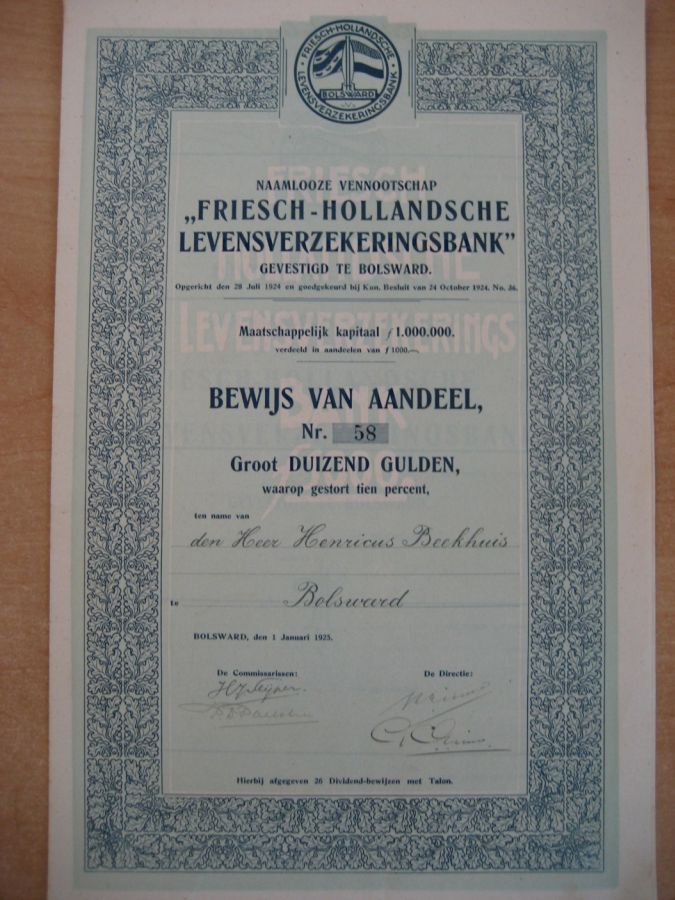 FRIESCH-HOLLANDSCHE
LEVENSVERZEKERINGSBANK
BOLSWARD
NAAMLOOZE VENNOOTSCHAP
„FRIESCH-HOLLANDSCHE
LEVENSVERZEKERINGSBANK”
GEVESTIGD TE BOLSWARD.
Opgericht den 28 Juli 1924 en goedgekeurd bij Kon. Besluit van 24 October 1924. No. 36.
Maatschappelijk kapitaal ƒ 1.000.000.
verdeeld in aandeelen van ƒ 1000.—.
BEWIJS VAN AANDEEL,
Nr. 58
Groot DUIZEND GULDEN,
waarop gestort tien percent,
ten name van
den Heer Henricus Beekhuis
te Bolsward
BOLSWARD, den 1 Januari 1925.
De Commissarissen: De Directie:
Hierbij afgegeven 26 Dividend-bewijzen met Talon.